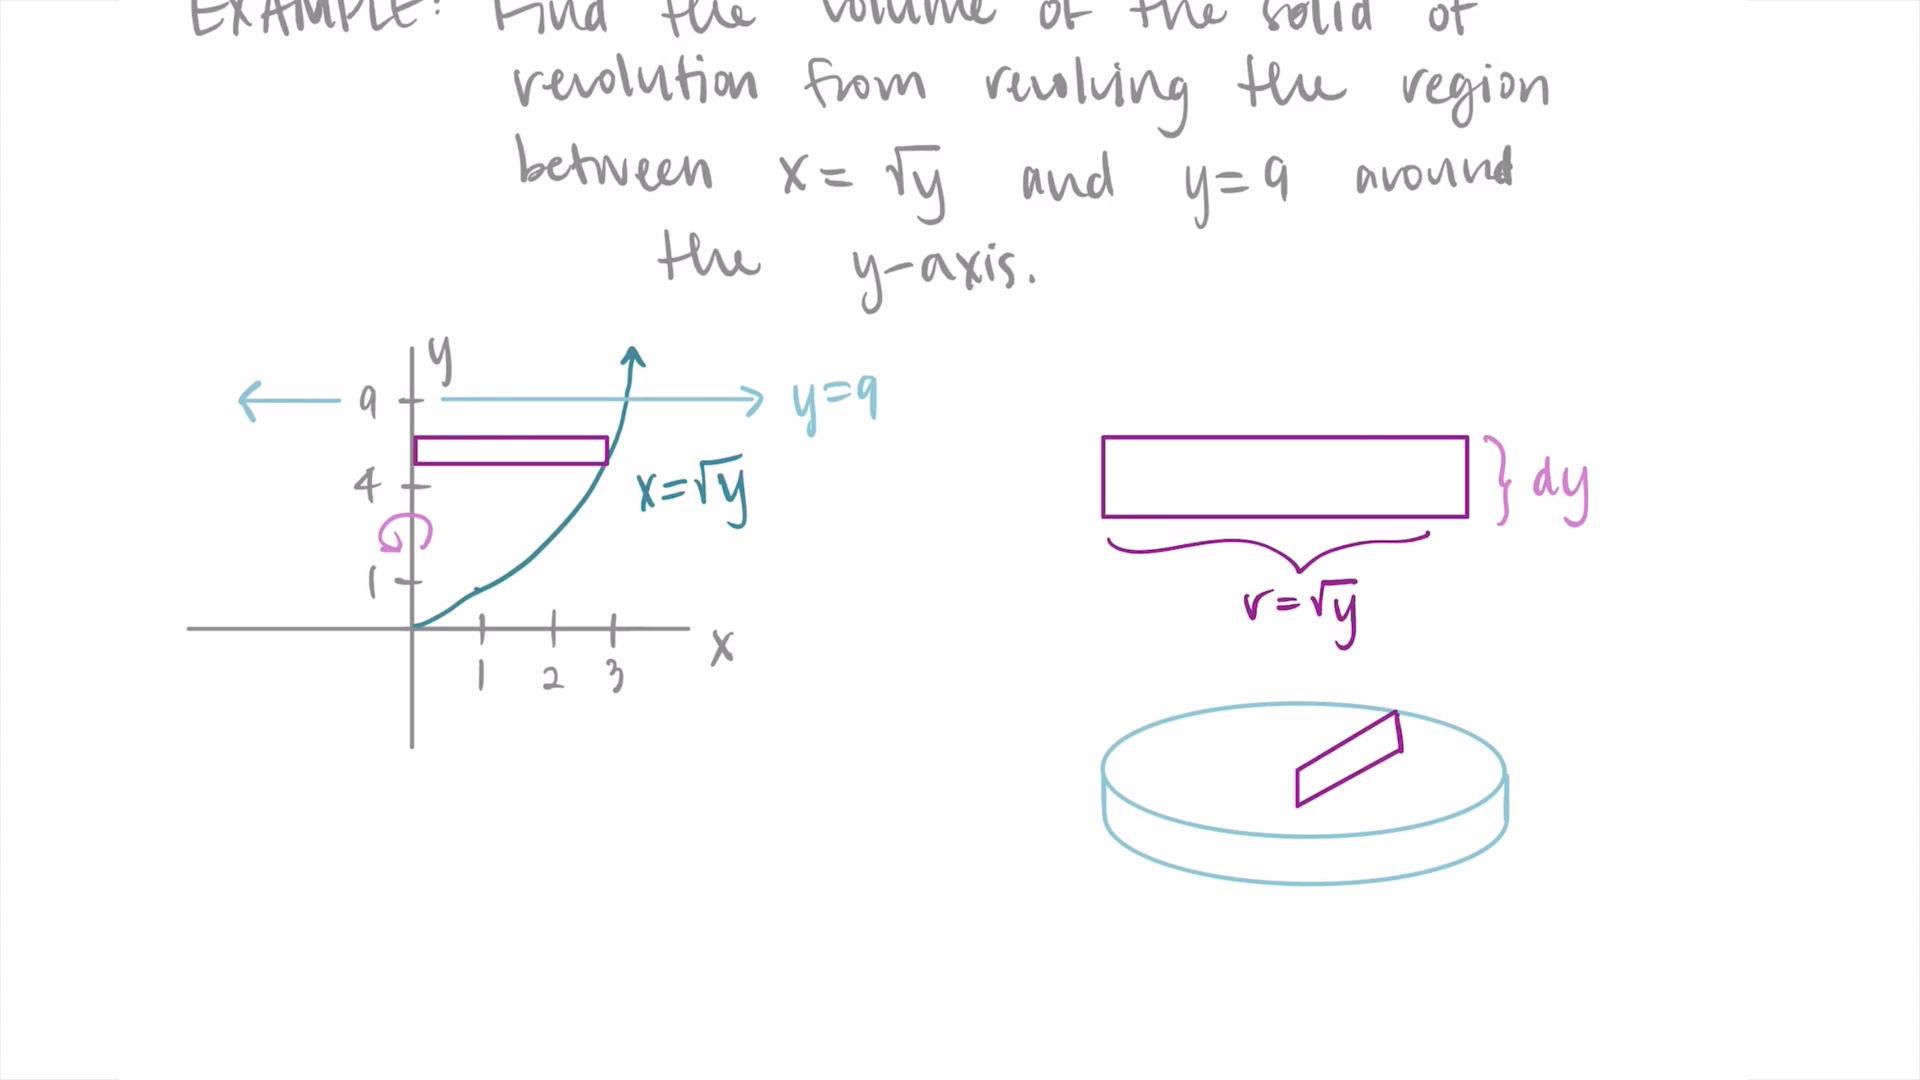 EXAMPLE: Find the volume of the solid of
revolution from revolving the region
between x = √y and y = 9 around
the y-axis.
y
9
y = 9
4
x = √y
1
x
1 2 3
} dy
r = √y